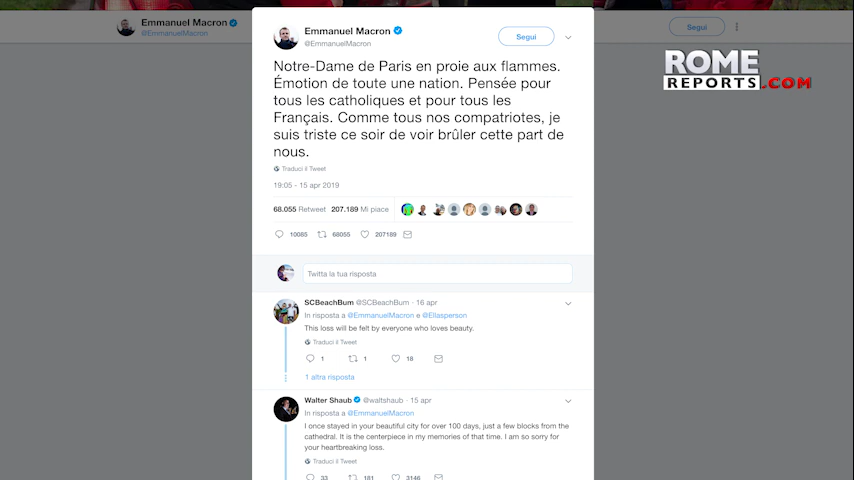 Emmanuel Macron
@EmmanuelMacron
Segui
Emmanuel Macron
@EmmanuelMacron
Segui
ROME
REPORTS.COM
Notre-Dame de Paris en proie aux flammes.
Émotion de toute une nation. Pensée pour
tous les catholiques et pour tous les
Français. Comme tous nos compatriotes, je
suis triste ce soir de voir brûler cette part de
nous.
Traduci il Tweet
19:05 - 15 apr 2019
68.055 Retweet 207.189 Mi piace
10085 68055 207189
Twitta la tua risposta
SCBeachBum @SCBeachBum · 16 apr
In risposta a @EmmanuelMacron e @Ellasperson
This loss will be felt by everyone who loves beauty.
Traduci il Tweet
1 1 18
1 altra risposta
Walter Shaub @waltshaub · 15 apr
In risposta a @EmmanuelMacron
I once stayed in your beautiful city for over 100 days, just a few blocks from the
cathedral. It is the centerpiece in my memories of that time. I am so sorry for
your heartbreaking loss.
Traduci il Tweet
33 181 3146